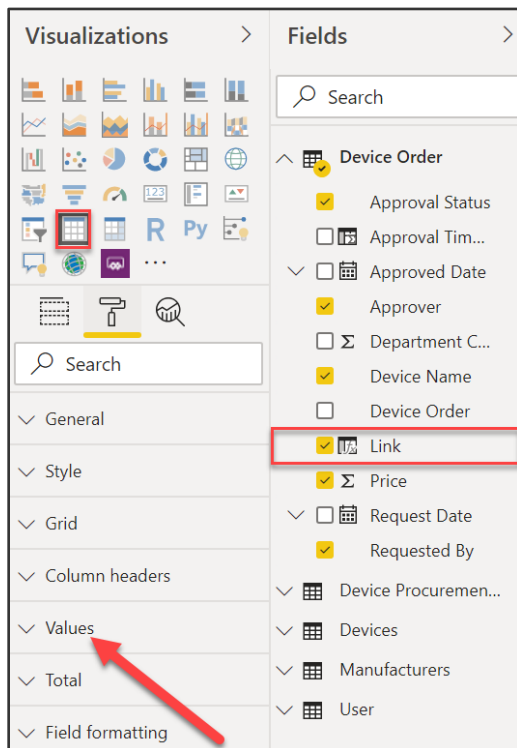 Visualizations
123
R
Py
Search
General
Style
Grid
Column headers
Values
Total
Field formatting
Fields
Search
Device Order
Approval Status
Approval Tim...
Approved Date
Approver
Σ Department C...
Device Name
Device Order
Link
Σ Price
Request Date
Requested By
Device Procuremen...
Devices
Manufacturers
User